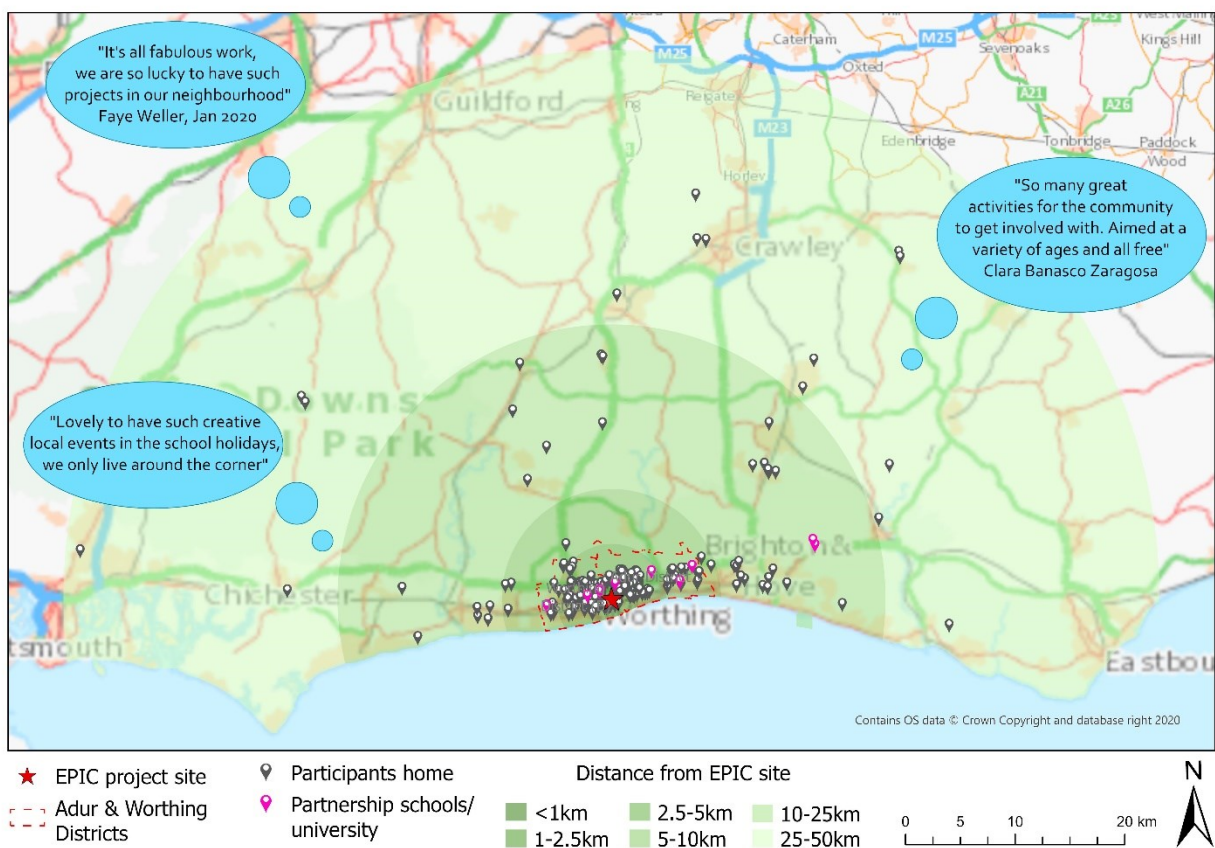 "It's all fabulous work,
we are so lucky to have such
projects in our neighbourhood"
Faye Weller, Jan 2020
"So many great
activities for the community
to get involved with. Aimed at a
variety of ages and all free"
Clara Banasco Zaragosa
"Lovely to have such creative
local events in the school holidays,
we only live around the corner"
M25
M25
Caterham
Oxted
Sevenoaks
Kings Hill
A25
A21
A26
Guildford
Reigate
M23
Edenbridge
Tonbridge
Paddock
Wood
Horley
Crawley
Downs
Park
Brighton&
Hove
Chichester
Worthing
tsmouth
Eastbou
Contains OS data © Crown Copyright and database right 2020
EPIC project site
Adur & Worthing
Districts
Participants home
Partnership schools/
university
Distance from EPIC site
<1km
2.5-5km
10-25km
1-2.5km
5-10km
25-50km
N
0 5 10 20 km